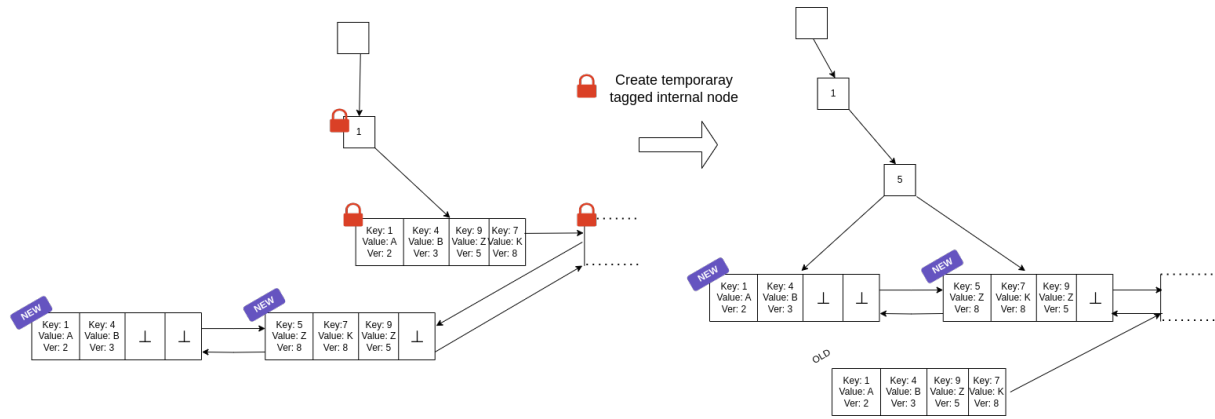 Create temporaray
tagged internal node
1
1
5
Key: 1 Key: 4 Key: 9 Key: 7
Value: A Value: B Value: Z Value: K
Ver: 2 Ver: 3 Ver: 5 Ver: 8
NEW
NEW
Key: 1 Key: 4 ⊥ ⊥
Value: A Value: B
Ver: 2 Ver: 3
Key: 5 Key:7 Key: 9 ⊥
Value: Z Value: K Value: Z
Ver: 8 Ver: 8 Ver: 5
NEW
NEW
Key: 1 Key: 4 ⊥ ⊥
Value: A Value: B
Ver: 2 Ver: 3
Key: 5 Key: 7 Key: 9 ⊥
Value: Z Value: K Value: Z
Ver: 8 Ver: 8 Ver: 5
OLD
Key: 1 Key: 4 Key: 9 Key: 7
Value: A Value: B Value: Z Value: K
Ver: 2 Ver: 3 Ver: 5 Ver: 8